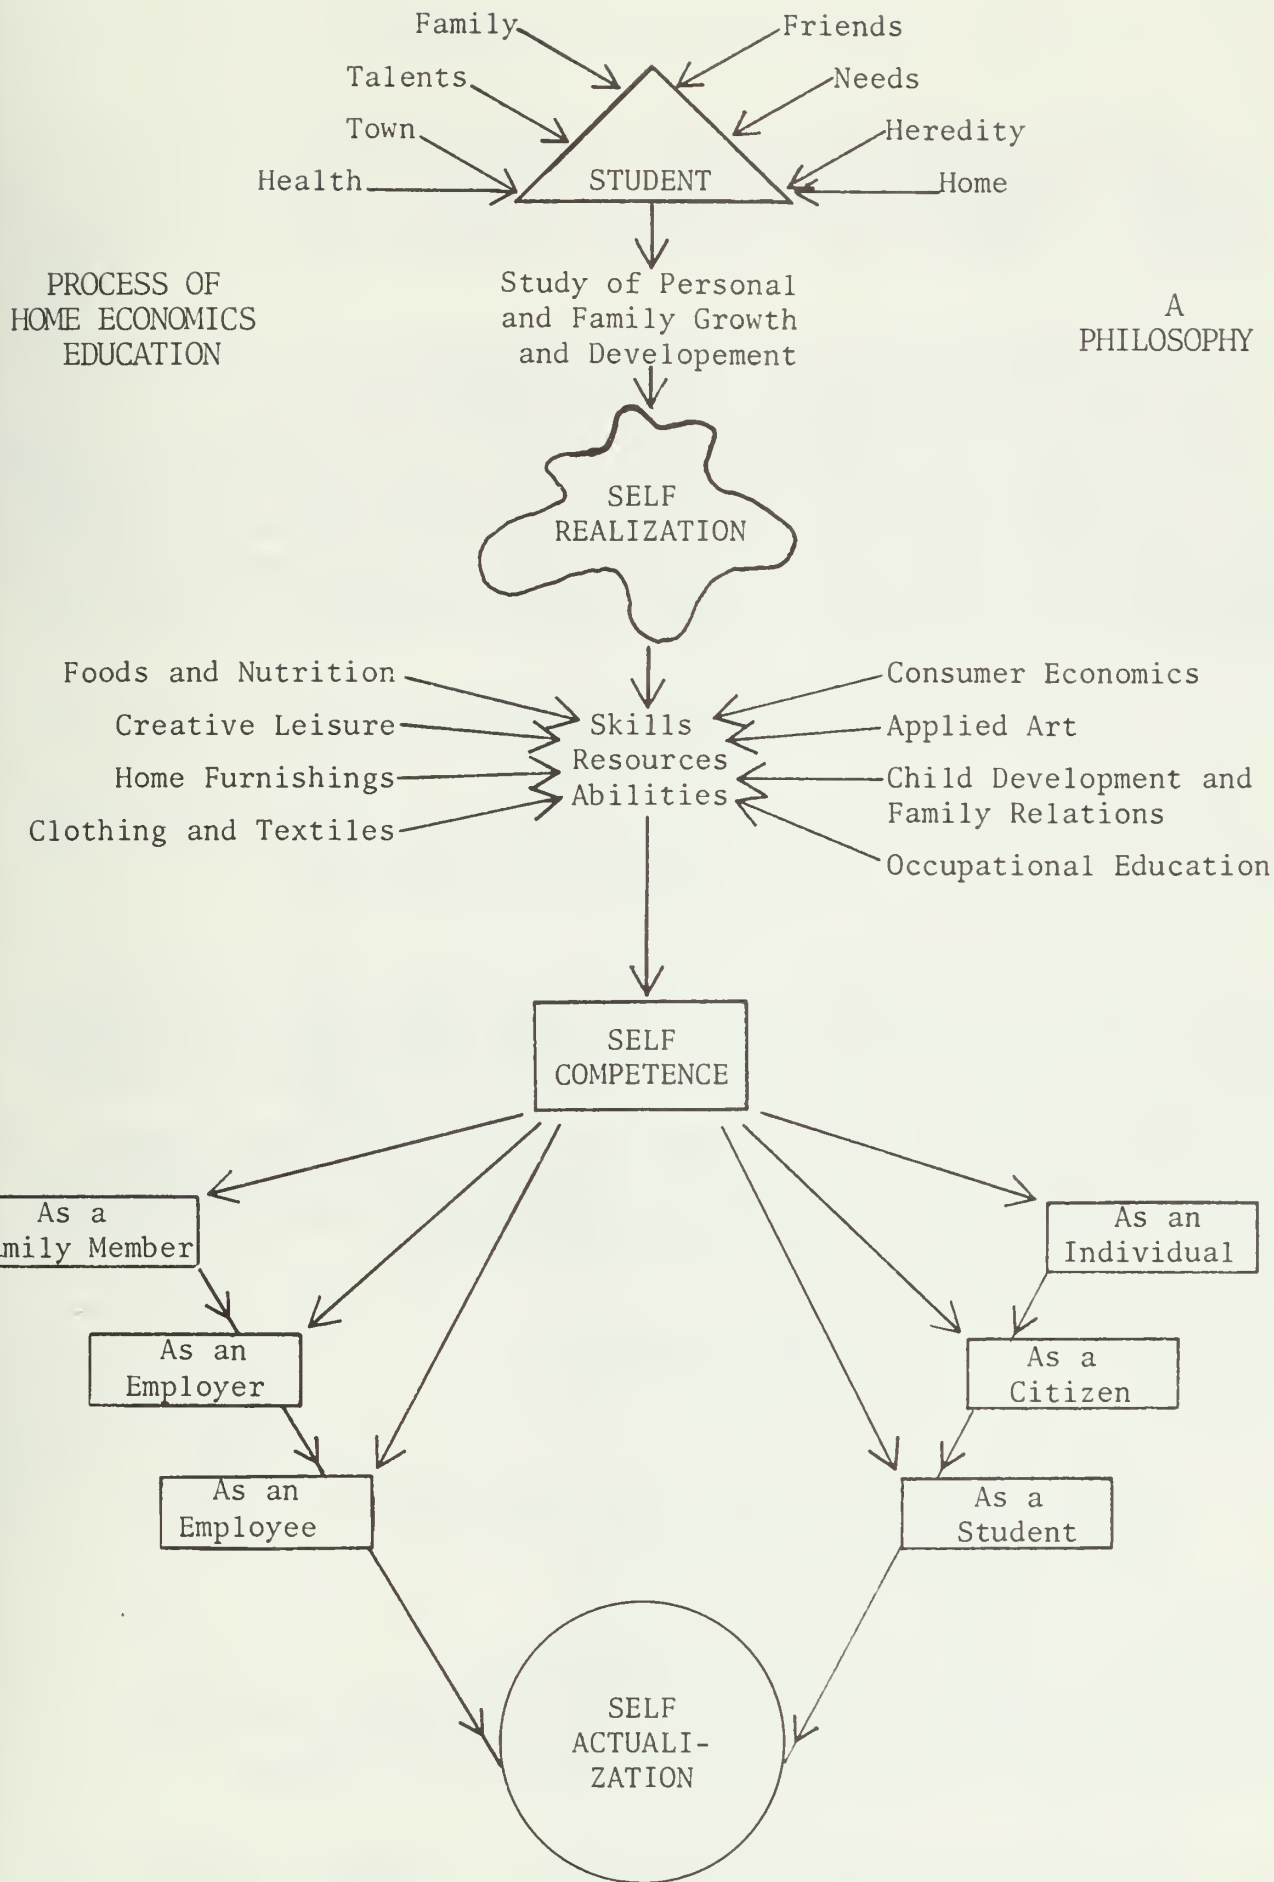 Family
Friends
Talents
Needs
Town
Heredity
Health
STUDENT
Home
PROCESS OF
HOME ECONOMICS
EDUCATION
Study of Personal
and Family Growth
and Developement
A
PHILOSOPHY
SELF
REALIZATION
Foods and Nutrition
Creative Leisure
Home Furnishings
Clothing and Textiles
Skills
Resources
Abilities
Consumer Economics
Applied Art
Child Development and
Family Relations
Occupational Education
SELF
COMPETENCE
As a
mily Member
As an
Individual
As an
Employer
As a
Citizen
As an
Employee
As a
Student
SELF
ACTUALI-
ZATION